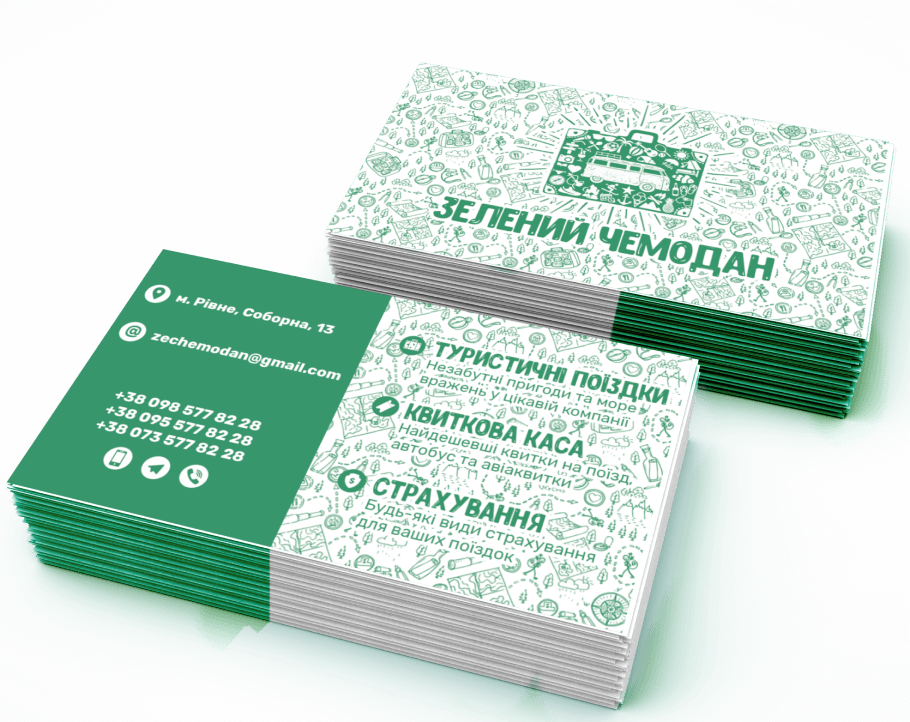 ЗЕЛЕНИЙ ЧЕМОДАН
м. Рівне, Соборна, 13
zechemodan@gmail.com
+38 098 577 82 28
+38 095 577 82 28
+38 073 577 82 28
ТУРИСТИЧНІ ПОЇЗДКИ
Незабутні пригоди та море
вражень у цікавій компанії
КВИТКОВА КАСА
Найдешевші квитки на поїзд,
автобус та авіаквитки
СТРАХУВАННЯ
Будь-які види страхування
для ваших поїздок